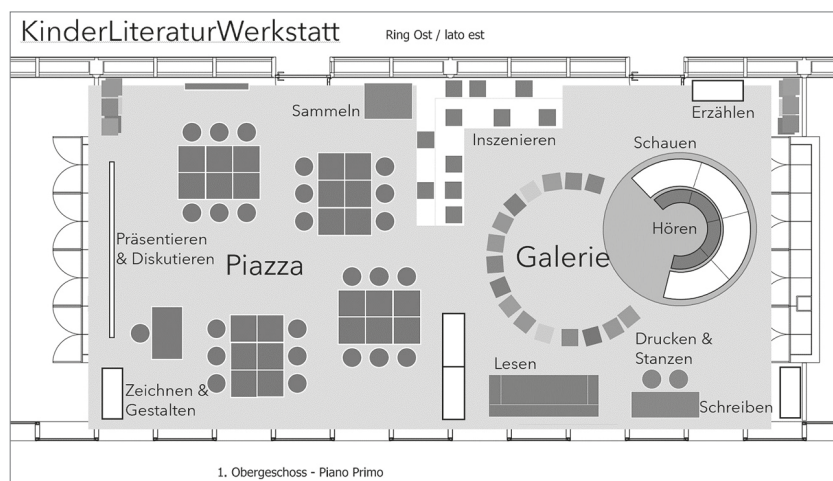 KinderLiteraturWerkstatt
Ring Ost / lato est
Sammeln
Inszenieren
Erzählen
Schauen
Hören
Präsentieren
& Diskutieren
Piazza
Galerie
Zeichnen &
Gestalten
Lesen
Drucken &
Stanzen
Schreiben
1. Obergeschoss - Piano Primo